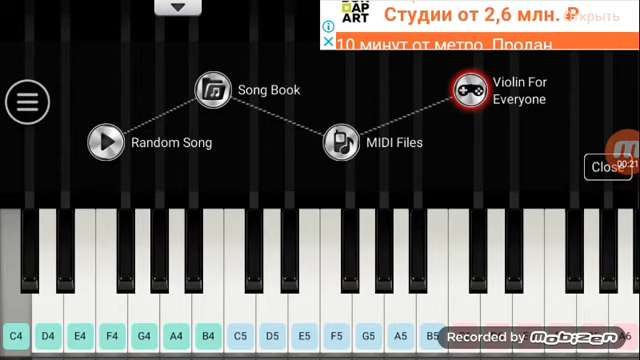 DAP
ART
Студии от 2,6 млн. ₽
Открыть
10 минут от метро. Продан
Song Book
Violin For
Everyone
Random Song
MIDI Files
Close
00:21
C4 D4 E4 F4 G4 A4 B4 C5 D5 E5 F5 G5 A5 B5 A6
Recorded by mobizen